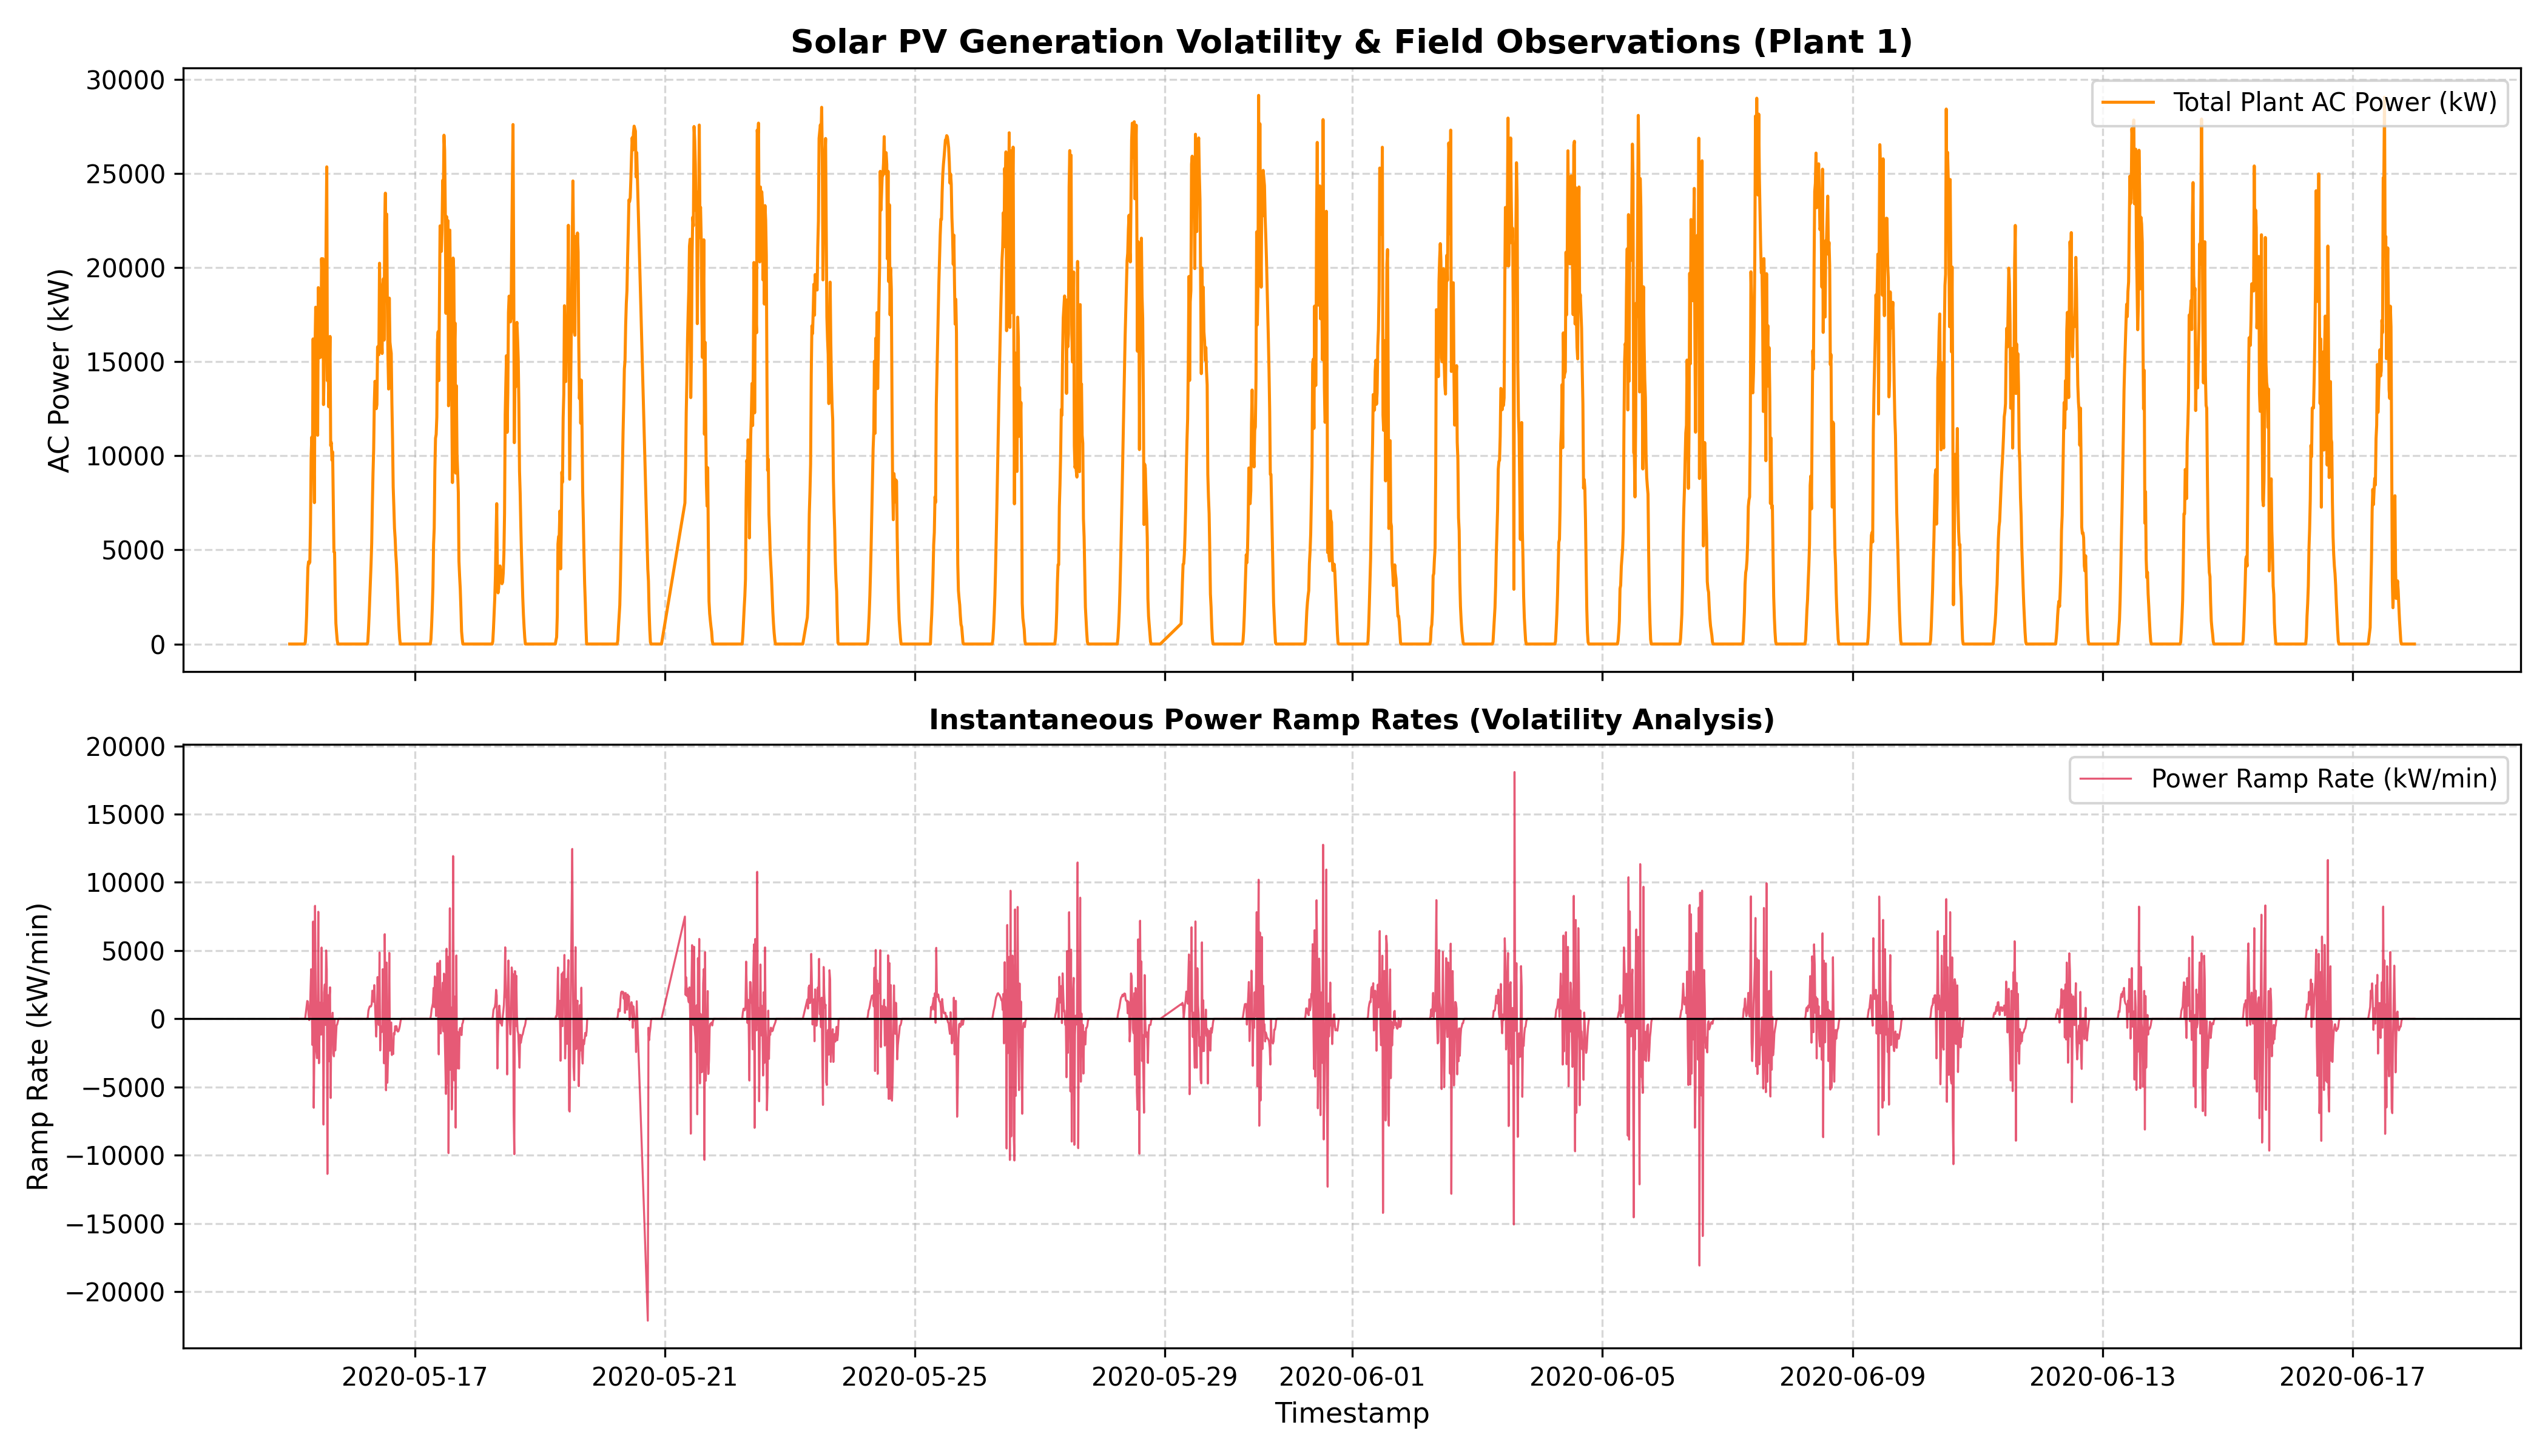 Solar PV Generation Volatility & Field Observations (Plant 1)
30000
25000
20000
15000
10000
5000
0
AC Power (kW)
Total Plant AC Power (kW)
Instantaneous Power Ramp Rates (Volatility Analysis)
20000
15000
10000
5000
0
−5000
−10000
−15000
−20000
Ramp Rate (kW/min)
Power Ramp Rate (kW/min)
2020-05-17 2020-05-21 2020-05-25 2020-05-29 2020-06-01 2020-06-05 2020-06-09 2020-06-13 2020-06-17
Timestamp